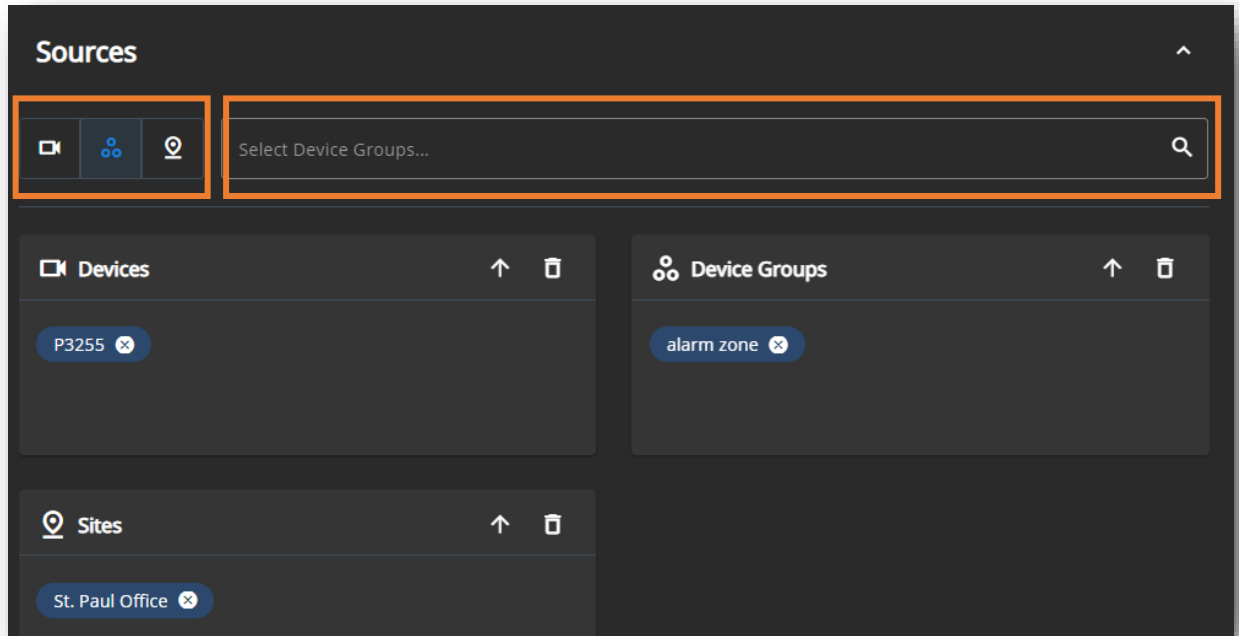 Sources
Select Device Groups...
Devices
Device Groups
P3255
alarm zone
Sites
St. Paul Office